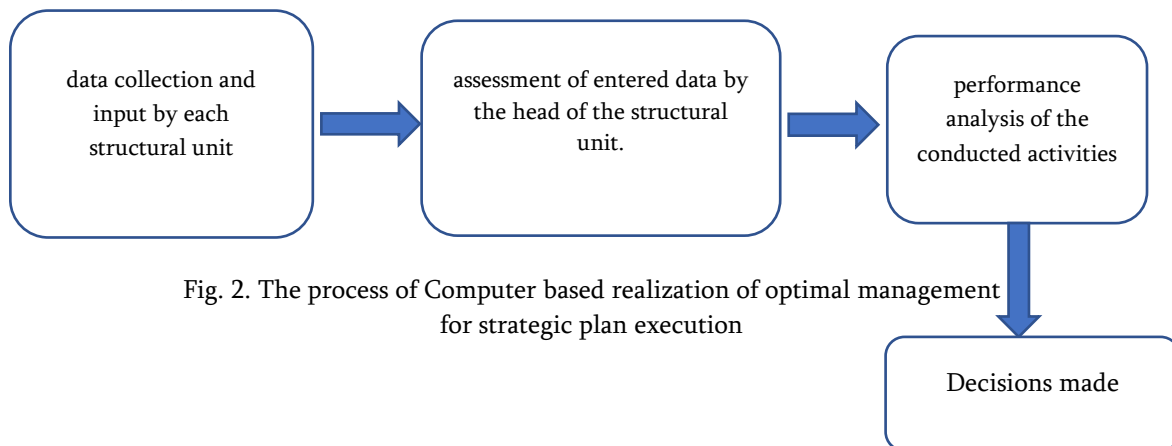 data collection and
input by each
structural unit
assessment of entered data by
the head of the structural
unit.
performance
analysis of the
conducted activities
Fig. 2. The process of Computer based realization of optimal management
for strategic plan execution
Decisions made